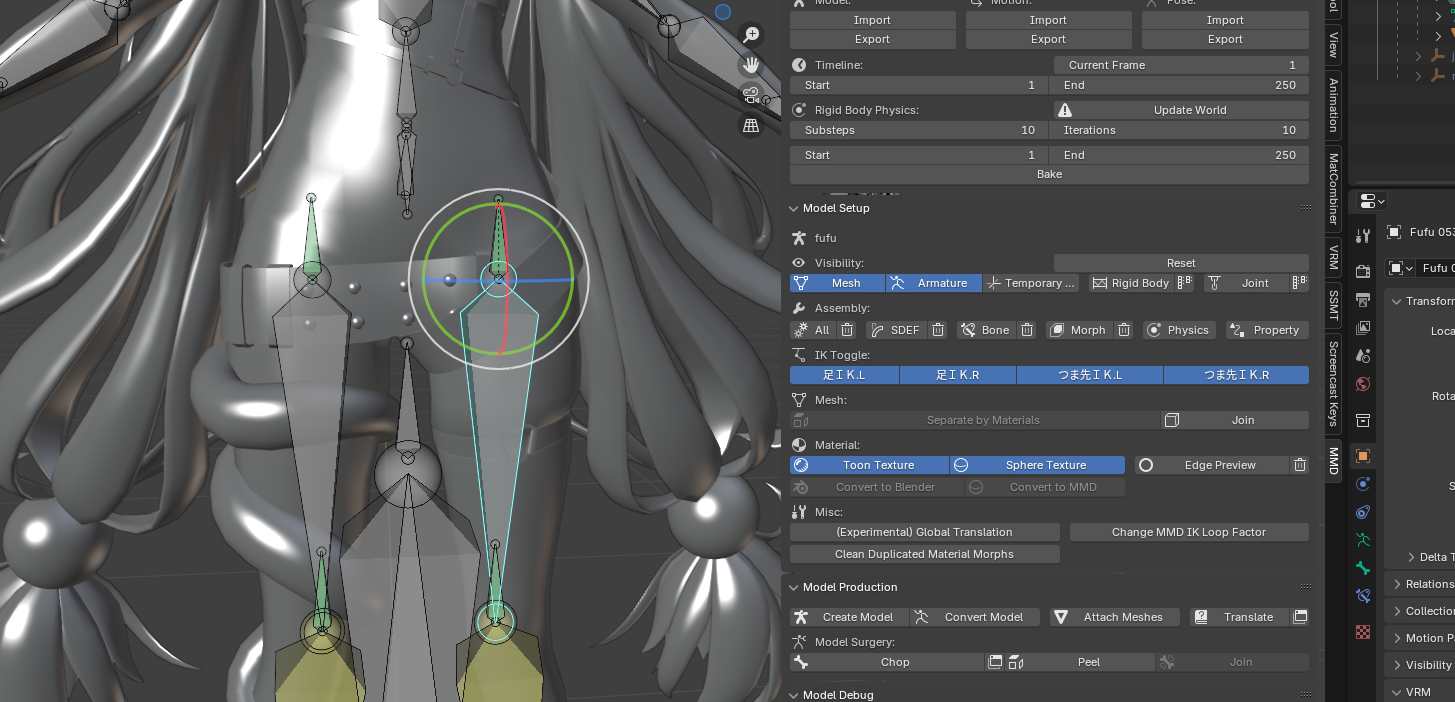 Model: Motion: Pose:
Import Import Import
Export Export Export
Timeline: Current Frame 1
Start 1 End 250
Rigid Body Physics: Update World
Substeps 10 Iterations 10
Start 1 End 250
Bake
Model Setup
fufu
Visibility: Reset
Mesh Armature Temporary ... Rigid Body Joint
Assembly:
All SDEF Bone Morph Physics Property
IK Toggle:
足ＩＫ.L 足ＩＫ.R つま先ＩＫ.L つま先ＩＫ.R
Mesh:
Separate by Materials Join
Material:
Toon Texture Sphere Texture Edge Preview
Convert to Blender Convert to MMD
Misc:
(Experimental) Global Translation Change MMD IK Loop Factor
Clean Duplicated Material Morphs
Model Production
Create Model Convert Model Attach Meshes Translate
Model Surgery:
Chop Peel Join
Model Debug
View
Animation
MatCombiner
VRM
SSMT
Screencast Keys
MMD
Fufu 053
Fufu 0
Transform
Loca
Rota
S
Delta T
Relations
Collectio
Motion P
Visibility
VRM